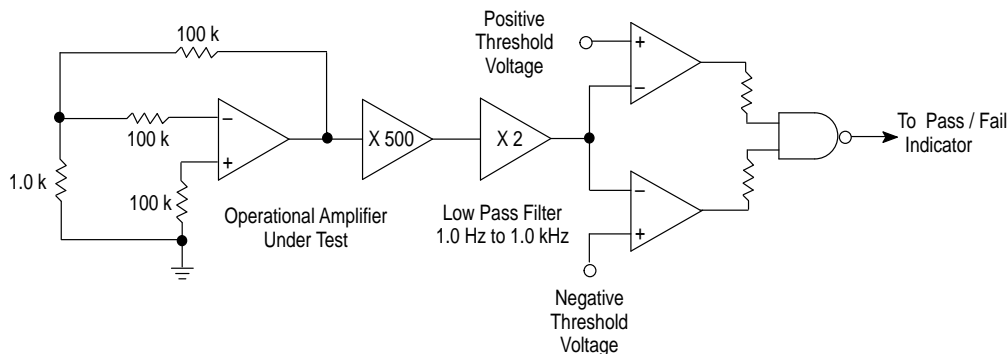 100 k
Positive
Threshold
Voltage
+
−
100 k
−
+
X 500
X 2
To Pass / Fail
Indicator
1.0 k
100 k
Operational Amplifier
Under Test
Low Pass Filter
1.0 Hz to 1.0 kHz
−
+
Negative
Threshold
Voltage